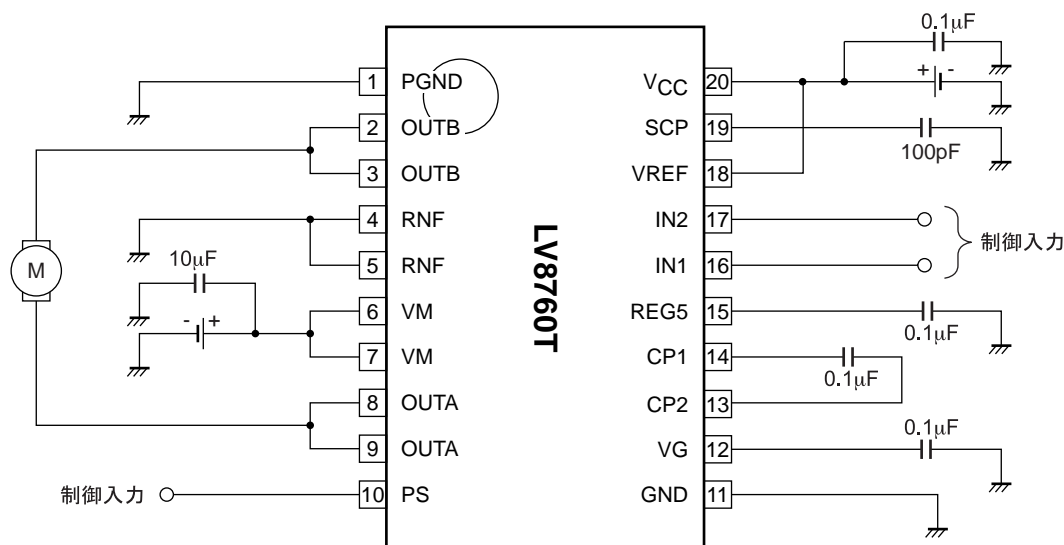 0.1μF
1 PGND
20 VCC
+ -
2 OUTB
19 SCP
100pF
3 OUTB
18 VREF
4 RNF
17 IN2
制御入力
10μF
M
5 RNF
16 IN1
LV8760T
6 VM
15 REG5
0.1μF
- +
7 VM
14 CP1
0.1μF
8 OUTA
13 CP2
9 OUTA
12 VG
0.1μF
制御入力
10 PS
11 GND